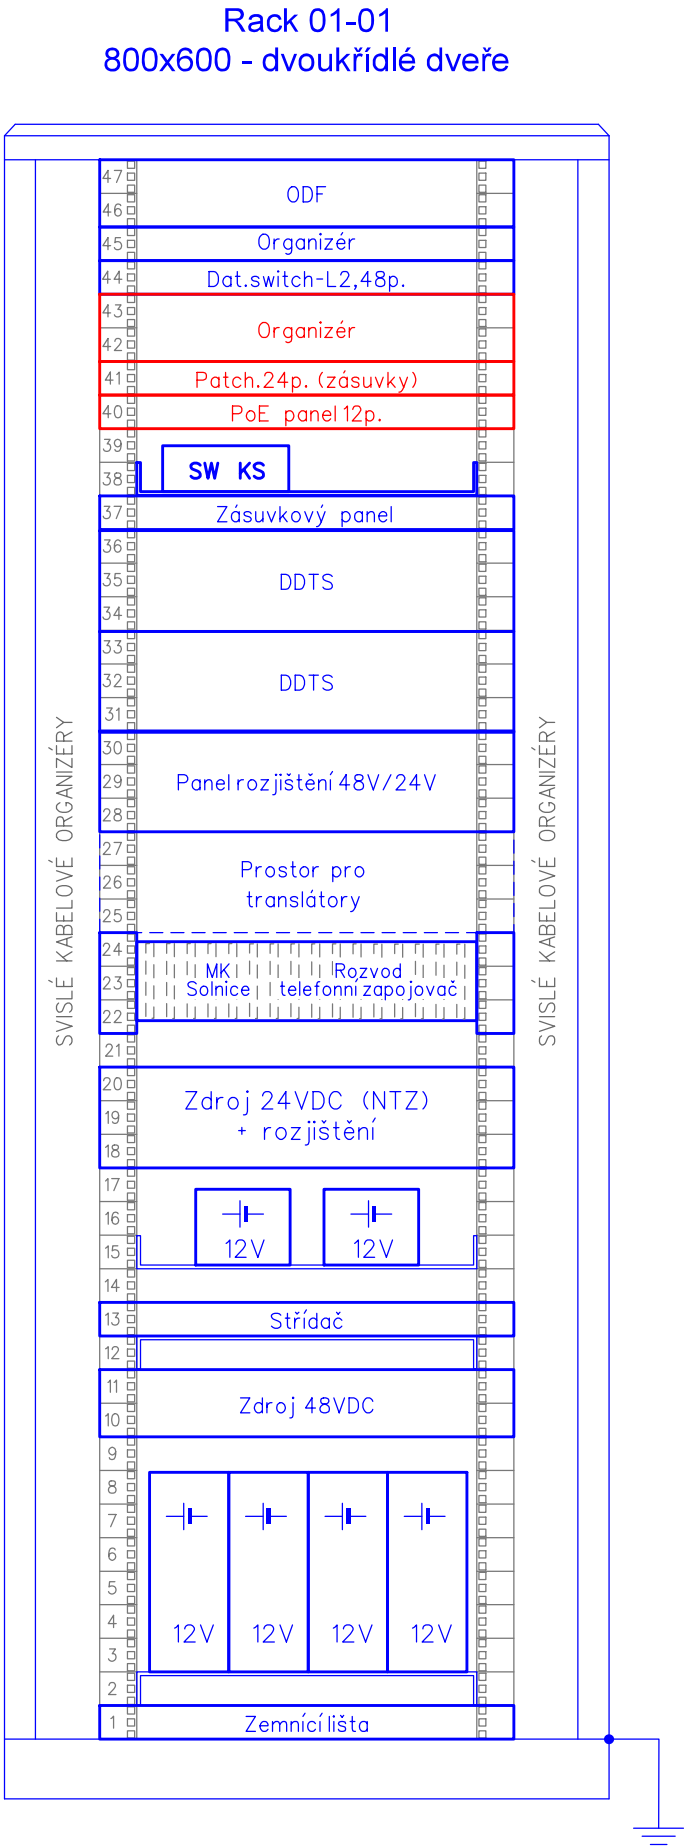 Rack 01-01
800x600 - dvoukřídlé dveře
47
ODF
46
45
Organizér
44
Dat.switch-L2,48p.
43
Organizér
42
41
Patch.24p. (zásuvky)
40
PoE panel 12p.
39
38
SW KS
37
Zásuvkový panel
36
35
DDTS
34
33
32
DDTS
31
30
29
Panel rozjištění 48V/24V
28
27
26
Prostor pro
translátory
25
24
23
22
MK
Solnice
Rozvod
telefonní zapojovač
21
20
19
18
Zdroj 24VDC (NTZ)
+ rozjištění
17
16
15
12V
12V
14
13
Střídač
12
11
10
Zdroj 48VDC
9
8
7
6
5
4
3
12V
12V
12V
12V
2
1
Zemnící lišta
SVISLÉ KABELOVÉ ORGANIZÉRY
SVISLÉ KABELOVÉ ORGANIZÉRY